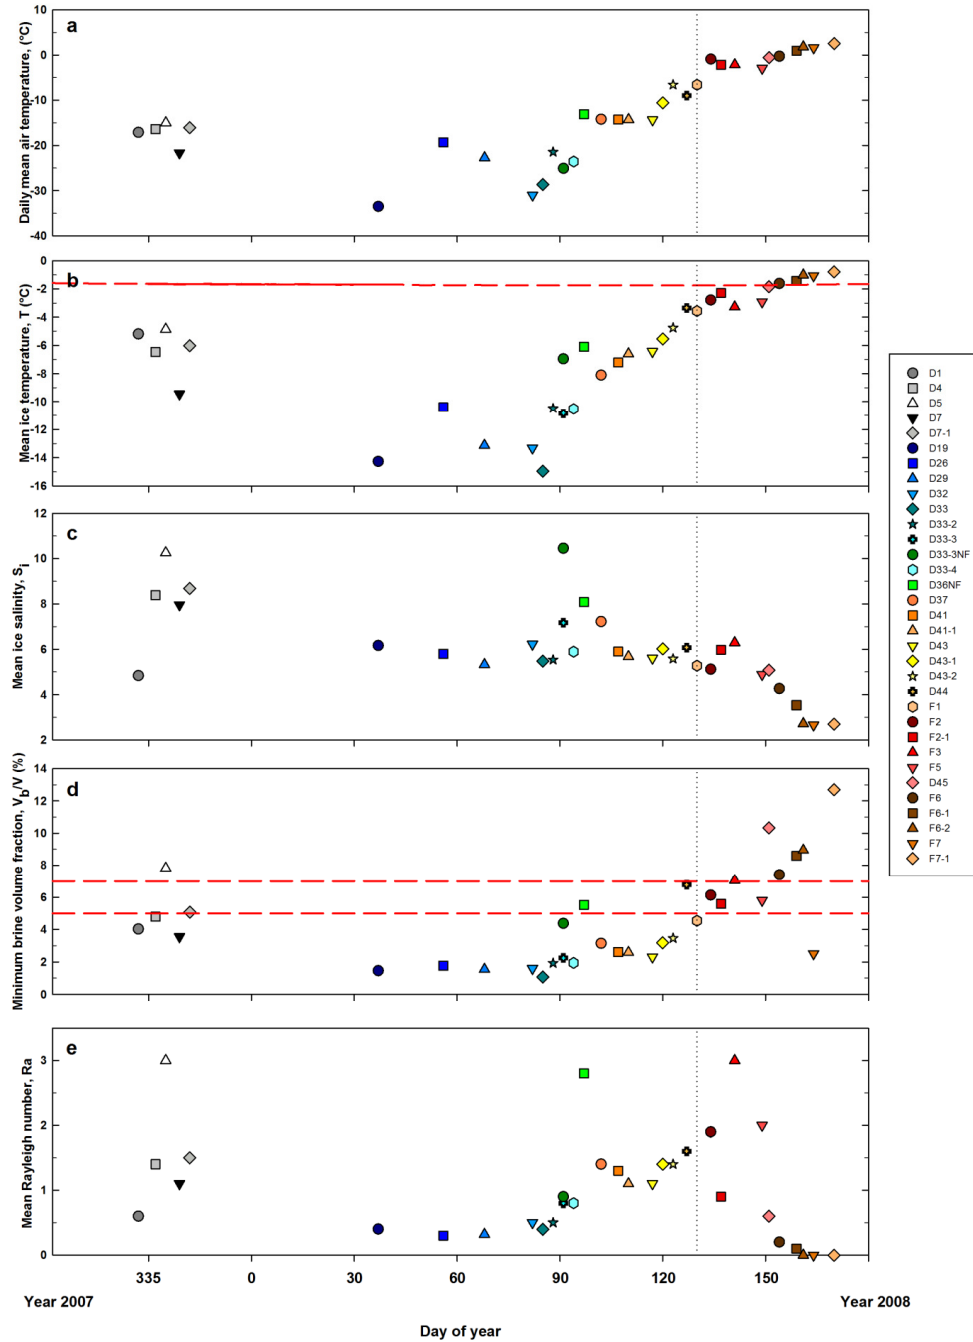 a
Daily mean air temperature, (°C)
10
0
-10
-20
-30
-40
b
Mean ice temperature, T (°C)
0
-2
-4
-6
-8
-10
-12
-14
-16
c
Mean ice salinity, Si
12
10
8
6
4
2
d
Minimum brine volume fraction, Vb/V (%)
14
12
10
8
6
4
2
0
e
Mean Rayleigh number, Ra
3
2
1
0
335 0 30 60 90 120 150 180
Year 2007 Year 2008
Day of year
D1
D4
D5
D7
D7-1
D19
D26
D29
D32
D33
D33-2
D33-3
D33-3NF
D33-4
D36NF
D37
D41
D41-1
D43
D43-1
D43-2
D44
F1
F2
F2-1
F3
F5
D45
F6
F6-1
F6-2
F7
F7-1